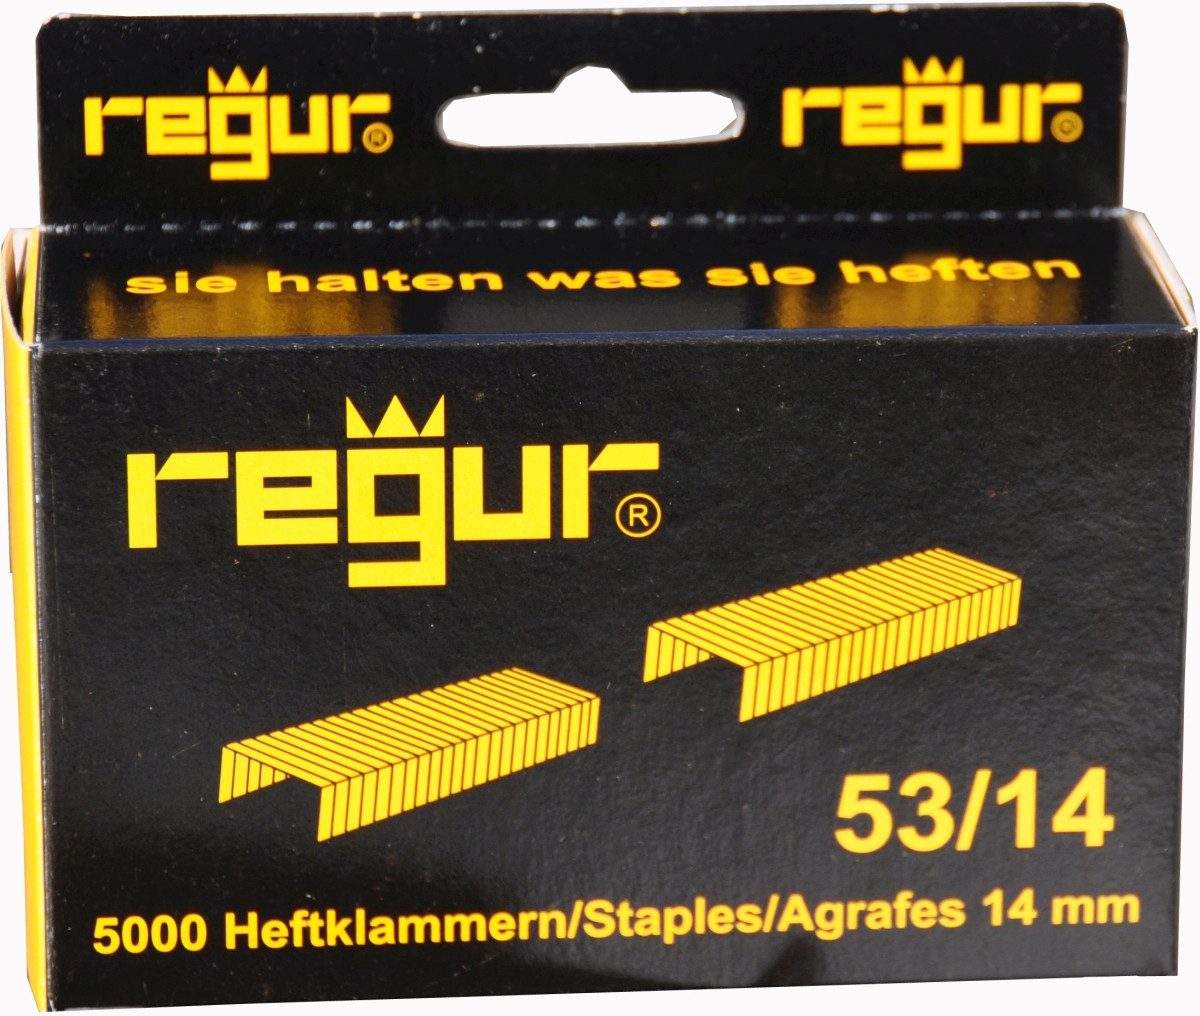 regur® regur®
sie halten was sie heften
regur®
53/14
5000 Heftklammern/Staples/Agrafes 14 mm